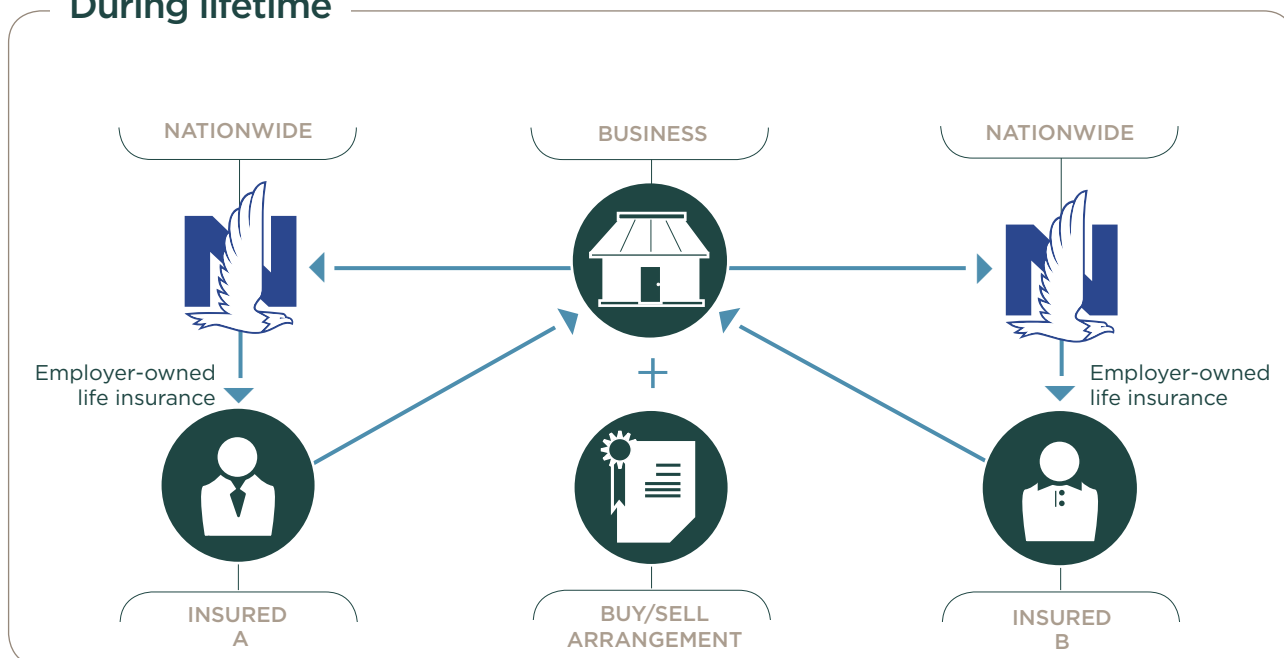 During lifetime
NATIONWIDE
BUSINESS
NATIONWIDE
N
N
Employer-owned
life insurance
+
Employer-owned
life insurance
INSURED
A
BUY/SELL
ARRANGEMENT
INSURED
B